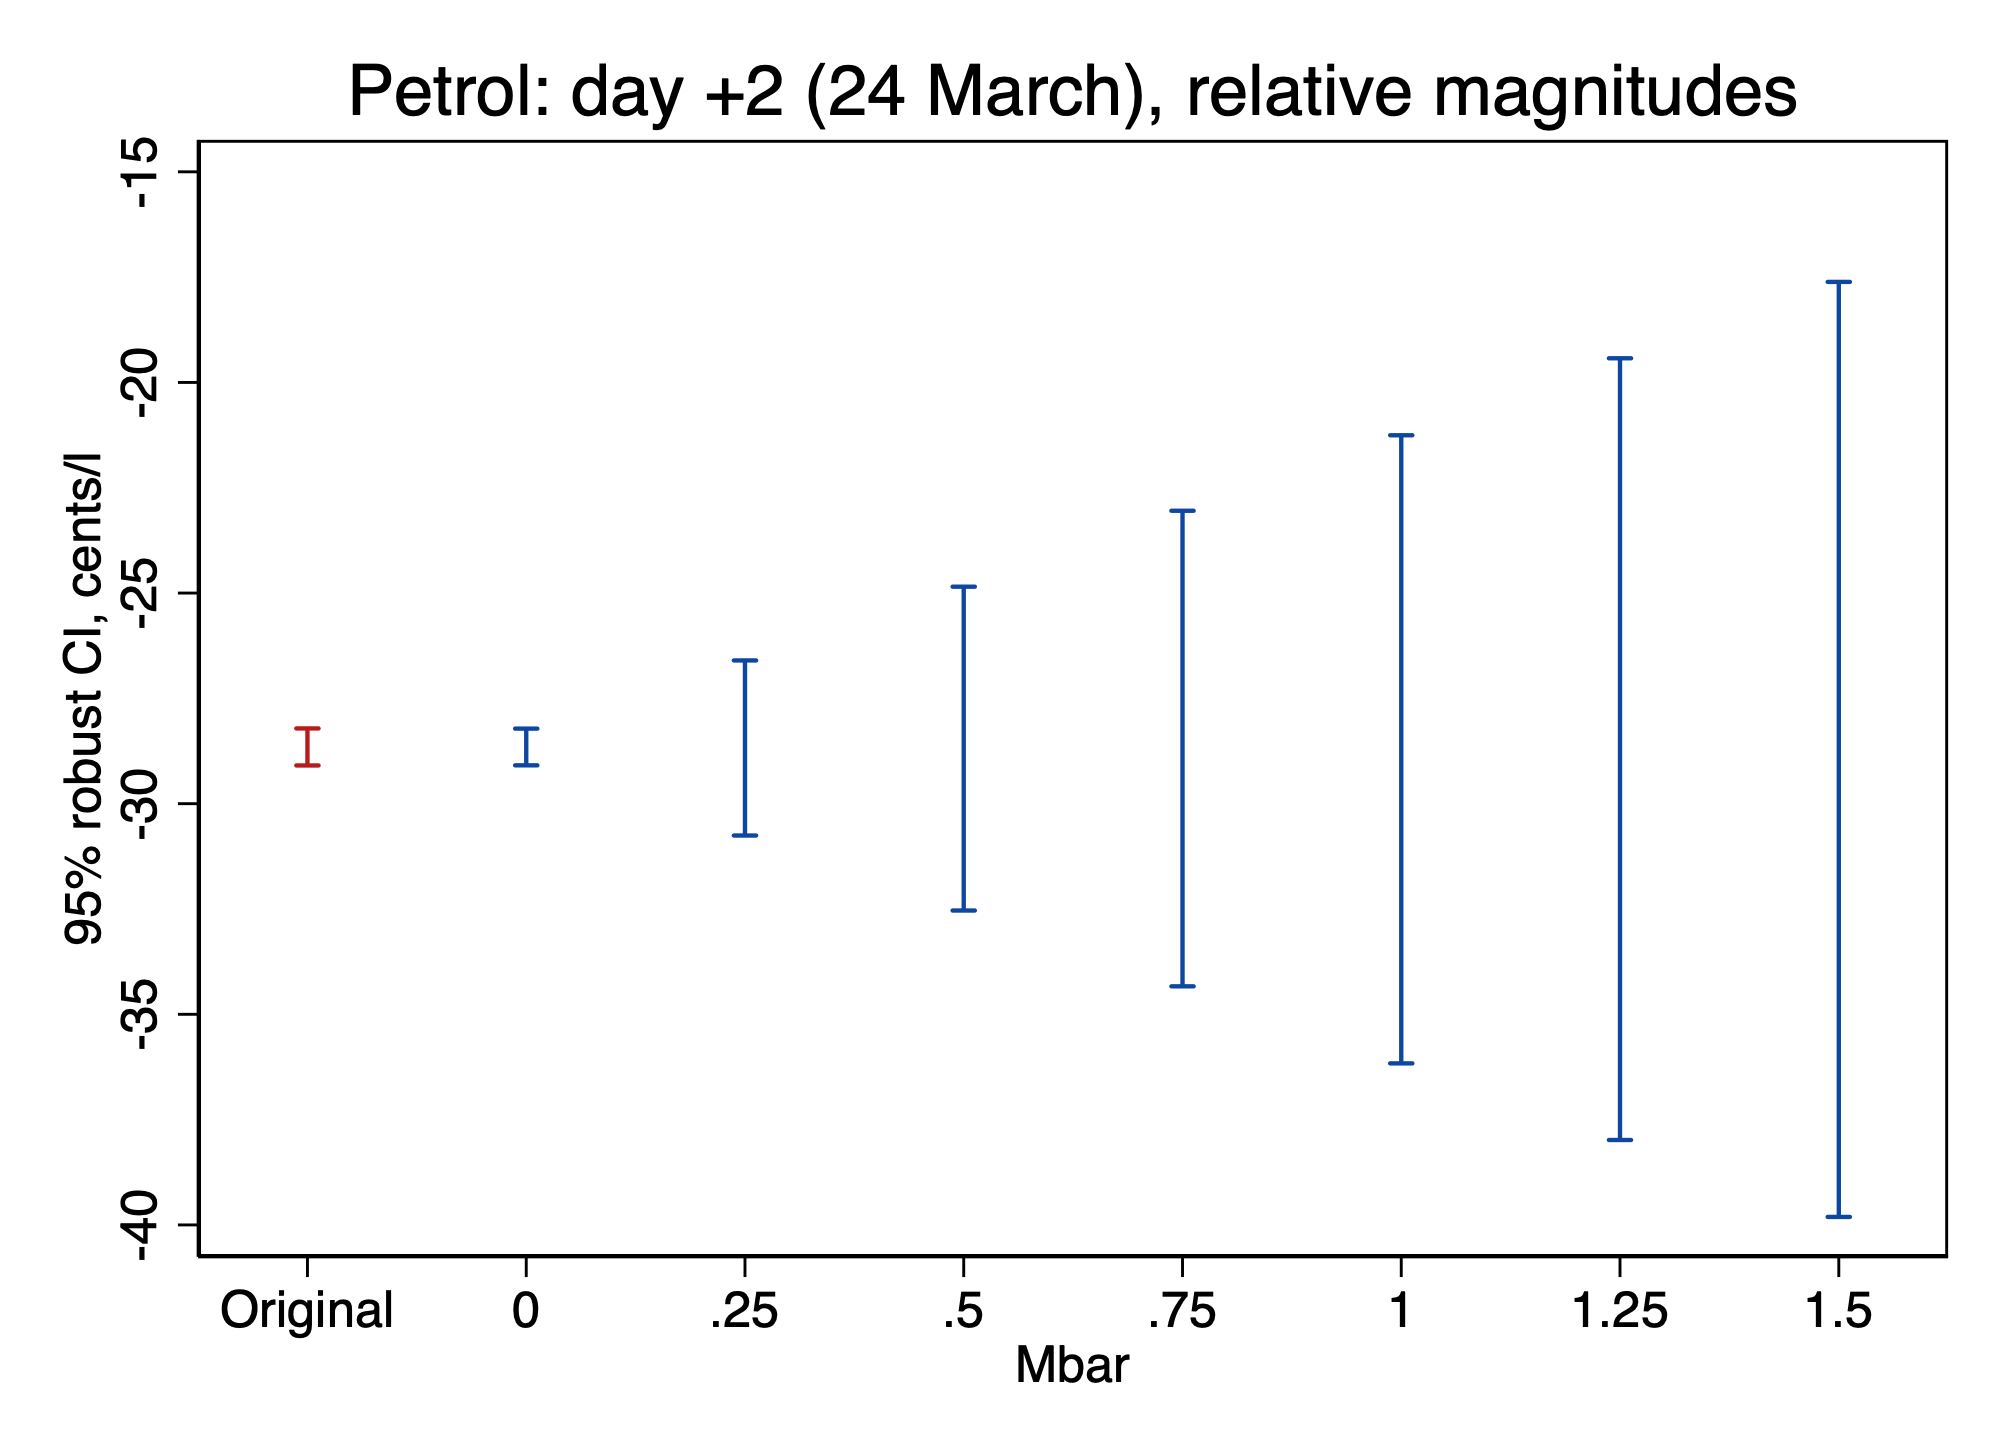 Petrol: day +2 (24 March), relative magnitudes
95% robust CI, cents/l
-15
-20
-25
-30
-35
-40
Original 0 .25 .5 .75 1 1.25 1.5
Mbar